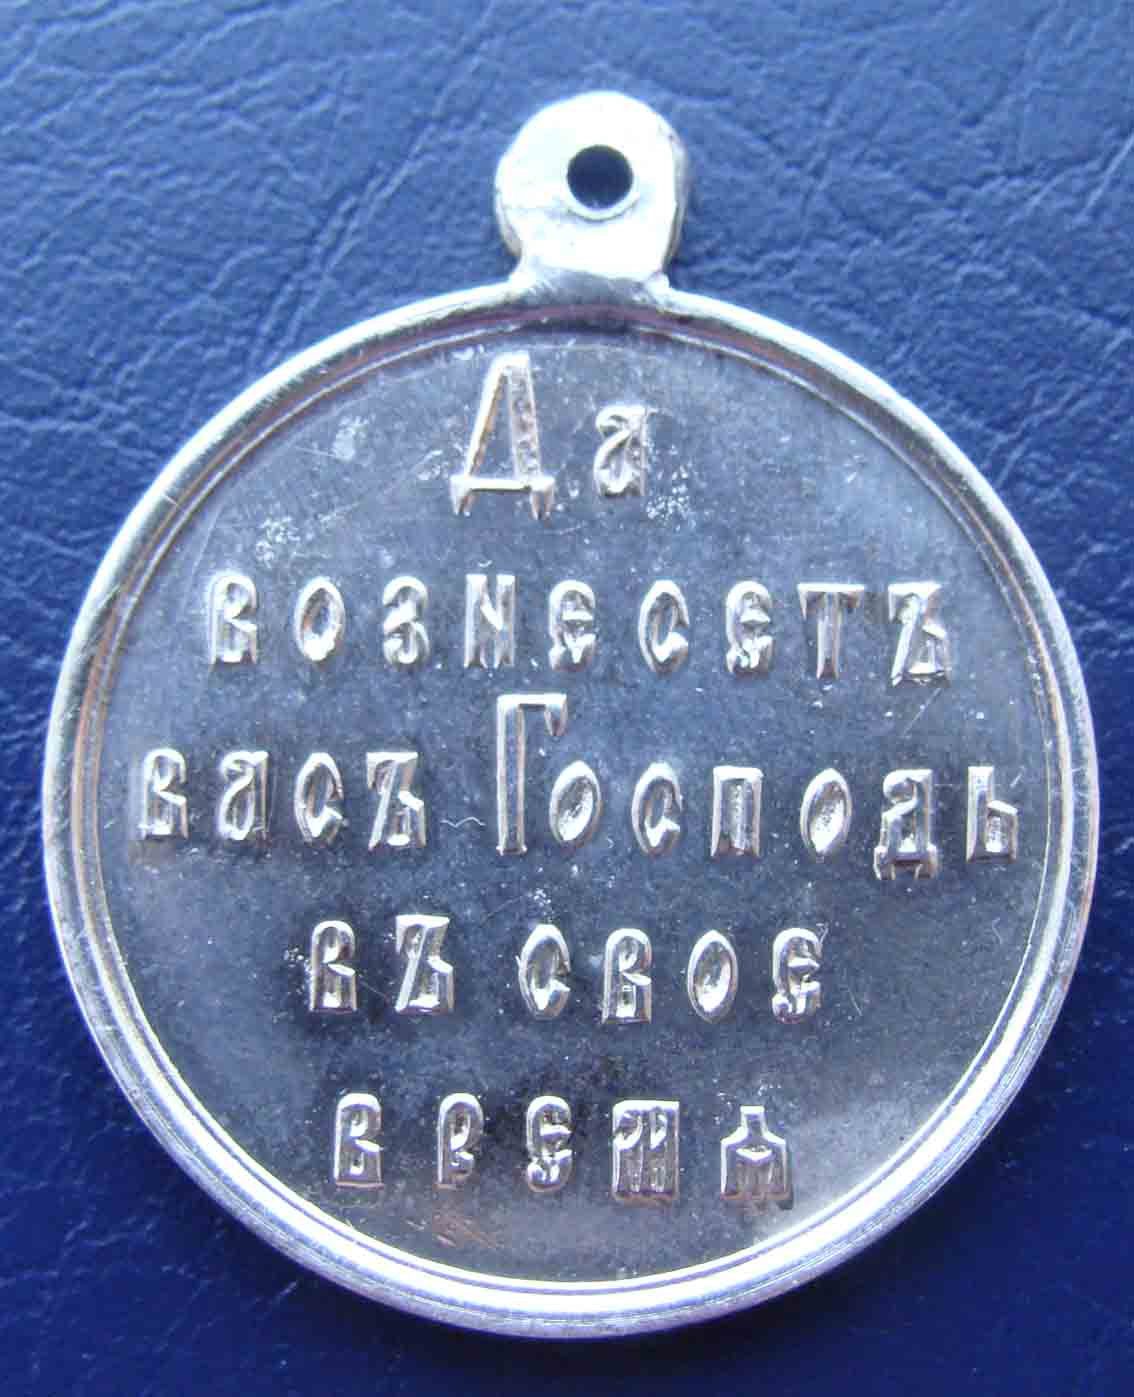 Да
вознесетъ
васъ Господь
въ свое
время